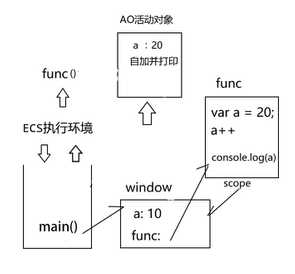 AO活动对象
a ：20
自加并打印
func()
func
var a = 20;
a++
console.log(a)
ECS执行环境
scope
window
a: 10
func:
main()